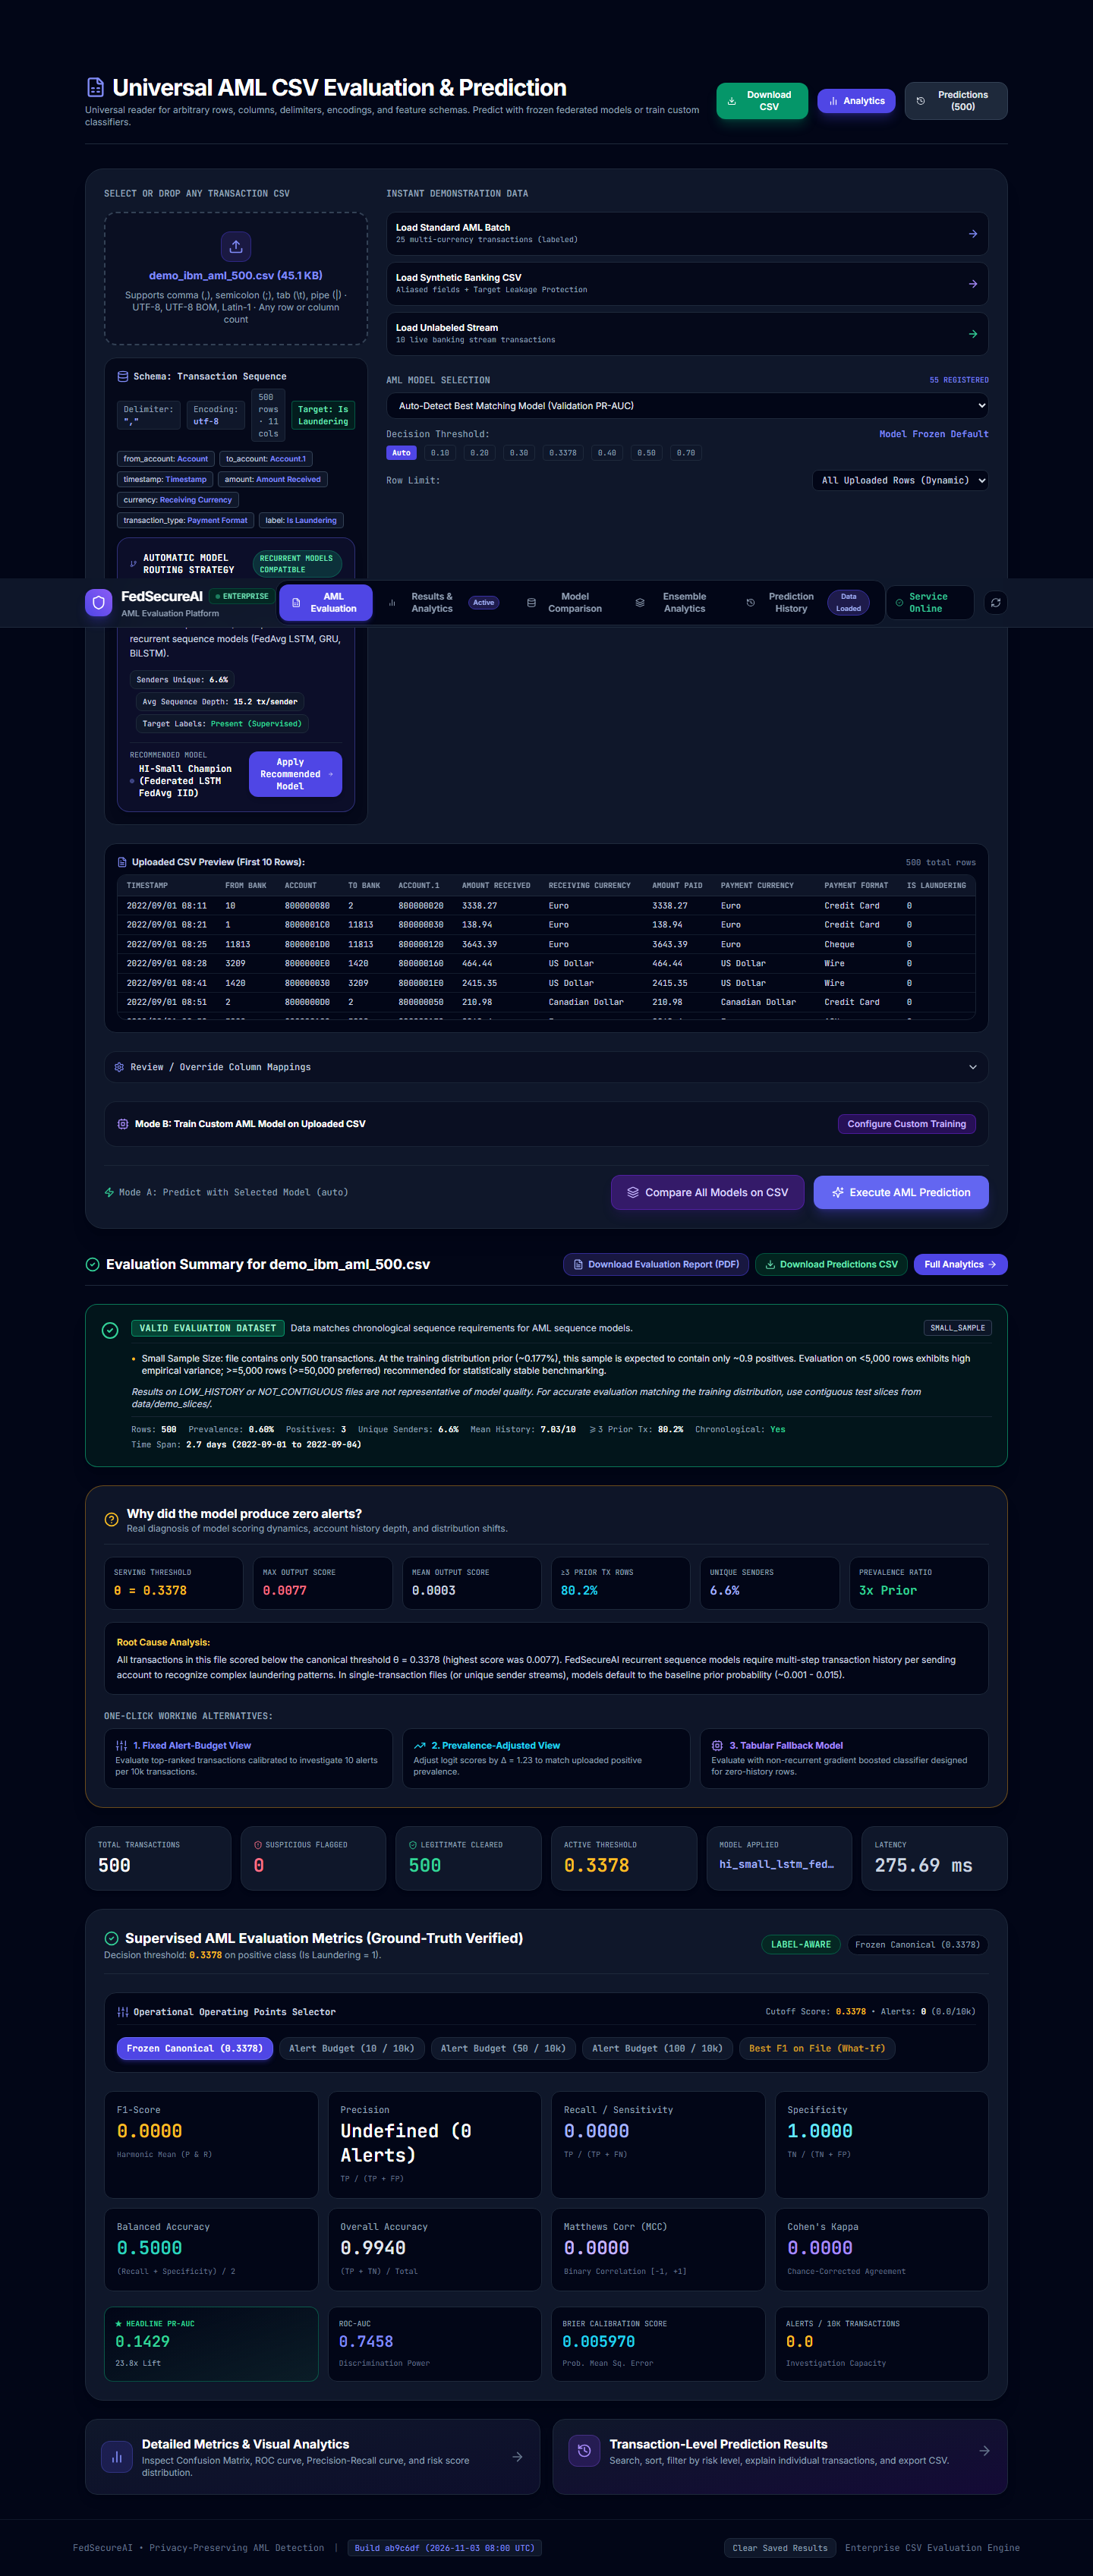 Universal AML CSV Evaluation & Prediction
Universal reader for arbitrary rows, columns, delimiters, encodings, and feature schemas. Predict with frozen federated models or train custom
classifiers.
Download
CSV
Analytics
Predictions
(500)
SELECT OR DROP ANY TRANSACTION CSV
demo_ibm_aml_500.csv (45.1 KB)
Supports comma (,), semicolon (;), tab (\t), pipe (|) ·
UTF-8, UTF-8 BOM, Latin-1 · Any row or column
count
INSTANT DEMONSTRATION DATA
Load Standard AML Batch
25 multi-currency transactions (labeled)
Load Synthetic Banking CSV
Aliased fields + Target Leakage Protection
Load Unlabeled Stream
10 live banking stream transactions
AML MODEL SELECTION
55 REGISTERED
Auto-Detect Best Matching Model (Validation PR-AUC)
Decision Threshold:
Model Frozen Default
Auto 0.10 0.20 0.30 0.3378 0.40 0.50 0.70
Row Limit:
All Uploaded Rows (Dynamic)
Schema: Transaction Sequence
Delimiter:
","
Encoding:
utf-8
500
rows
· 11
cols
Target: Is
Laundering
from_account: Account to_account: Account.1
timestamp: Timestamp amount: Amount Received
currency: Receiving Currency
transaction_type: Payment Format label: Is Laundering
AUTOMATIC MODEL
ROUTING STRATEGY
RECURRENT MODELS
COMPATIBLE
FedSecureAI
ENTERPRISE
AML Evaluation Platform
AML
Evaluation
Results &
Analytics
Active
Model
Comparison
Ensemble
Analytics
Prediction
History
Data
Loaded
Service
Online
recurrent sequence models (FedAvg LSTM, GRU,
BiLSTM).
Senders Unique: 6.6%
Avg Sequence Depth: 15.2 tx/sender
Target Labels: Present (Supervised)
RECOMMENDED MODEL
HI-Small Champion
(Federated LSTM
FedAvg IID)
Apply
Recommended
Model
Uploaded CSV Preview (First 10 Rows):
500 total rows
TIMESTAMP FROM BANK ACCOUNT TO BANK ACCOUNT.1 AMOUNT RECEIVED RECEIVING CURRENCY AMOUNT PAID PAYMENT CURRENCY PAYMENT FORMAT IS LAUNDERING
2022/09/01 08:11 10 800000080 2 800000020 3338.27 Euro 3338.27 Euro Credit Card 0
2022/09/01 08:21 1 8000001C0 11813 800000030 138.94 Euro 138.94 Euro Credit Card 0
2022/09/01 08:25 11813 8000001D0 11813 800000120 3643.39 Euro 3643.39 Euro Cheque 0
2022/09/01 08:28 3209 8000000E0 1420 800000160 464.44 US Dollar 464.44 US Dollar Wire 0
2022/09/01 08:41 1420 800000030 3209 8000001E0 2415.35 US Dollar 2415.35 US Dollar Wire 0
2022/09/01 08:51 2 8000000D0 2 800000050 210.98 Canadian Dollar 210.98 Canadian Dollar Credit Card 0
Review / Override Column Mappings
Mode B: Train Custom AML Model on Uploaded CSV
Configure Custom Training
Mode A: Predict with Selected Model (auto)
Compare All Models on CSV
Execute AML Prediction
Evaluation Summary for demo_ibm_aml_500.csv
Download Evaluation Report (PDF)
Download Predictions CSV
Full Analytics
VALID EVALUATION DATASET Data matches chronological sequence requirements for AML sequence models.
SMALL_SAMPLE
• Small Sample Size: file contains only 500 transactions. At the training distribution prior (~0.177%), this sample is expected to contain only ~0.9 positives. Evaluation on <5,000 rows exhibits high
empirical variance; >=5,000 rows (>=50,000 preferred) recommended for statistically stable benchmarking.
Results on LOW_HISTORY or NOT_CONTIGUOUS files are not representative of model quality. For accurate evaluation matching the training distribution, use contiguous test slices from
data/demo_slices/.
Rows: 500 Prevalence: 0.60% Positives: 3 Unique Senders: 6.6% Mean History: 7.03/10 ≥3 Prior Tx: 80.2% Chronological: Yes
Time Span: 2.7 days (2022-09-01 to 2022-09-04)
Why did the model produce zero alerts?
Real diagnosis of model scoring dynamics, account history depth, and distribution shifts.
SERVING THRESHOLD
θ = 0.3378
MAX OUTPUT SCORE
0.0077
MEAN OUTPUT SCORE
0.0003
≥3 PRIOR TX ROWS
80.2%
UNIQUE SENDERS
6.6%
PREVALENCE RATIO
3x Prior
Root Cause Analysis:
All transactions in this file scored below the canonical threshold θ = 0.3378 (highest score was 0.0077). FedSecureAI recurrent sequence models require multi-step transaction history per sending
account to recognize complex laundering patterns. In single-transaction files (or unique sender streams), models default to the baseline prior probability (~0.001 - 0.015).
ONE-CLICK WORKING ALTERNATIVES:
1. Fixed Alert-Budget View
Evaluate top-ranked transactions calibrated to investigate 10 alerts
per 10k transactions.
2. Prevalence-Adjusted View
Adjust logit scores by Δ = 1.23 to match uploaded positive
prevalence.
3. Tabular Fallback Model
Evaluate with non-recurrent gradient boosted classifier designed
for zero-history rows.
TOTAL TRANSACTIONS
500
SUSPICIOUS FLAGGED
0
LEGITIMATE CLEARED
500
ACTIVE THRESHOLD
0.3378
MODEL APPLIED
hi_small_lstm_fed…
LATENCY
275.69 ms
Supervised AML Evaluation Metrics (Ground-Truth Verified)
Decision threshold: 0.3378 on positive class (Is Laundering = 1).
LABEL-AWARE
Frozen Canonical (0.3378)
Operational Operating Points Selector
Cutoff Score: 0.3378 • Alerts: 0 (0.0/10k)
Frozen Canonical (0.3378)
Alert Budget (10 / 10k)
Alert Budget (50 / 10k)
Alert Budget (100 / 10k)
Best F1 on File (What-If)
F1-Score
0.0000
Harmonic Mean (P & R)
Precision
Undefined (0
Alerts)
TP / (TP + FP)
Recall / Sensitivity
0.0000
TP / (TP + FN)
Specificity
1.0000
TN / (TN + FP)
Balanced Accuracy
0.5000
(Recall + Specificity) / 2
Overall Accuracy
0.9940
(TP + TN) / Total
Matthews Corr (MCC)
0.0000
Binary Correlation [-1, +1]
Cohen's Kappa
0.0000
Chance-Corrected Agreement
★ HEADLINE PR-AUC
0.1429
23.8x Lift
ROC-AUC
0.7458
Discrimination Power
BRIER CALIBRATION SCORE
0.005970
Prob. Mean Sq. Error
ALERTS / 10K TRANSACTIONS
0.0
Investigation Capacity
Detailed Metrics & Visual Analytics
Inspect Confusion Matrix, ROC curve, Precision-Recall curve, and risk score
distribution.
Transaction-Level Prediction Results
Search, sort, filter by risk level, explain individual transactions, and export CSV.
FedSecureAI • Privacy-Preserving AML Detection | Build ab9c6df (2026-11-03 08:00 UTC)
Clear Saved Results
Enterprise CSV Evaluation Engine